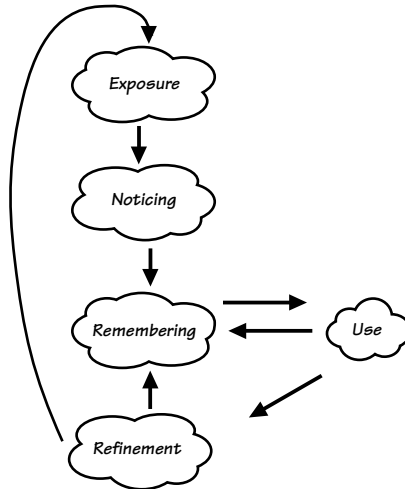 Exposure
Noticing
Remembering
Use
Refinement